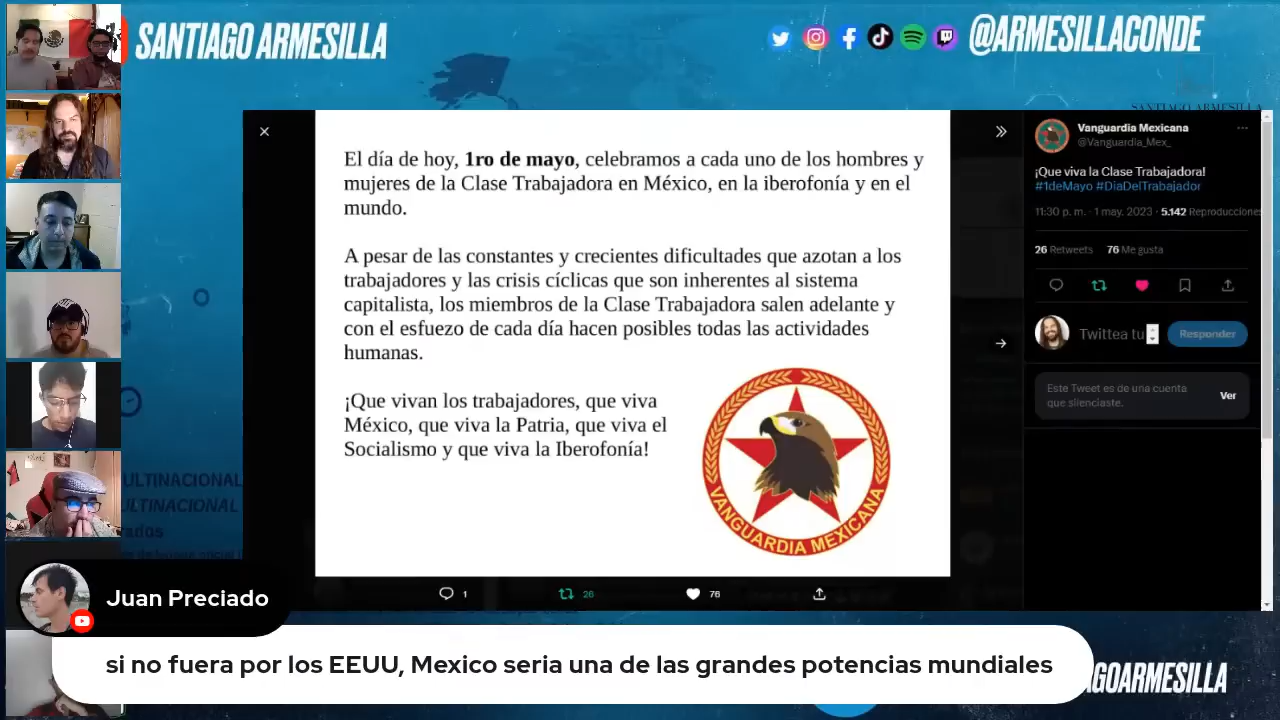 SANTIAGO ARMESILLA
@ARMESILLACONDE
SANTIAGO ARMESILLA
El día de hoy, 1ro de mayo, celebramos a cada uno de los hombres y
mujeres de la Clase Trabajadora en México, en la iberofonía y en el
mundo.
A pesar de las constantes y crecientes dificultades que azotan a los
trabajadores y las crisis cíclicas que son inherentes al sistema
capitalista, los miembros de la Clase Trabajadora salen adelante y
con el esfuezo de cada día hacen posibles todas las actividades
humanas.
¡Que vivan los trabajadores, que viva
México, que viva la Patria, que viva el
Socialismo y que viva la Iberofonía!
VANGUARDIA MEXICANA
1
26
76
Vanguardia Mexicana
@Vanguardia_Mex_
¡Que viva la Clase Trabajadora!
#1deMayo #DiaDelTrabajador
11:30 p. m. · 1 may. 2023 · 5.142 Reproducciones
26 Retweets 76 Me gusta
Twittea tu
Responder
Este Tweet es de una cuenta
que silenciaste.
Ver
ULTINACIONAL
ULTINACIONAL
Juan Preciado
si no fuera por los EEUU, Mexico seria una de las grandes potencias mundiales
GOARMESILLA